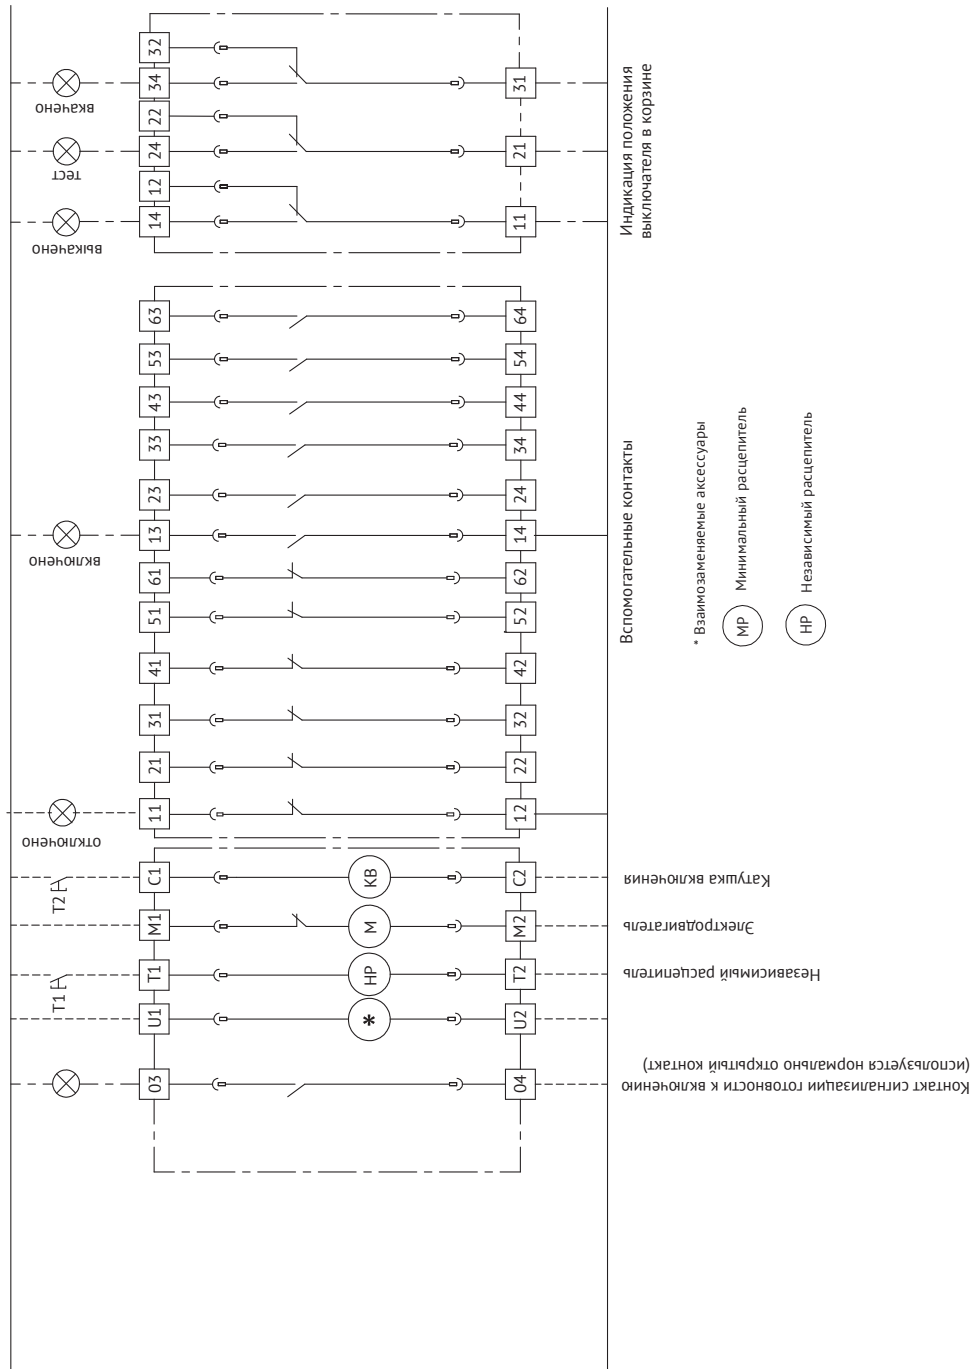 32
34
22
24
12
14
31
21
11
вкачено
тест
выкачено
Индикация положения
выключателя в корзине
63
53
43
33
23
13
61
51
41
31
21
11
64
54
44
34
24
14
62
52
42
32
22
12
включено
отключено
Вспомогательные контакты
* Взаимозаменяемые аксессуары
МР Минимальный расцепитель
НР Независимый расцепитель
T2
C1
КВ
C2
Катушка включения
M1
М
M2
Электродвигатель
T1
T1
НР
T2
Независимый расцепитель
U1
*
U2
03
04
Контакт сигнализации готовности к включению
(используется нормально открытый контакт)